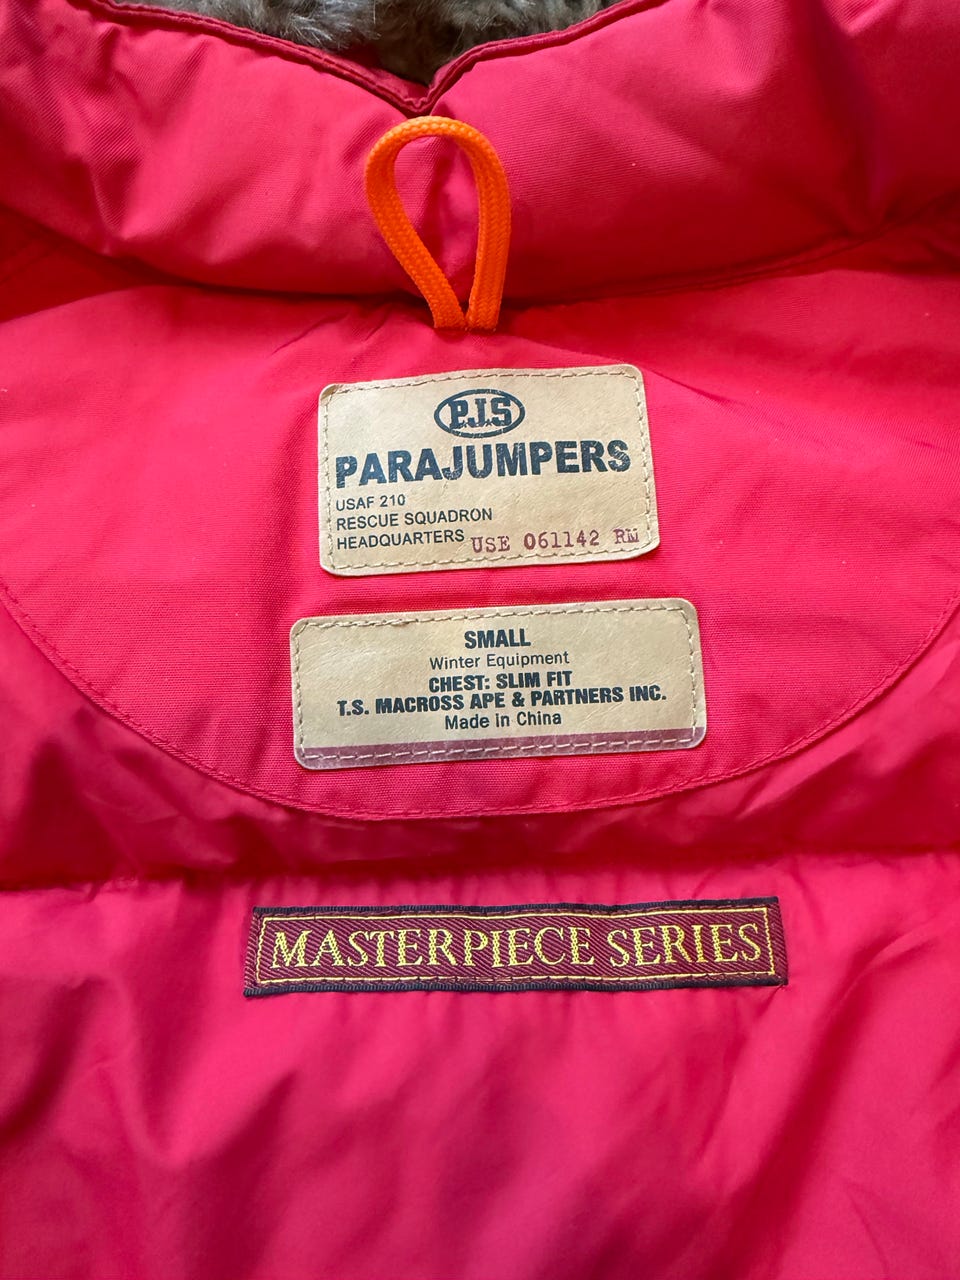 P.J.S
PARAJUMPERS
USAF 210
RESCUE SQUADRON
HEADQUARTERS USE 061142 RM
SMALL
Winter Equipment
CHEST: SLIM FIT
T.S. MACROSS APE & PARTNERS INC.
Made in China
MASTERPIECE SERIES